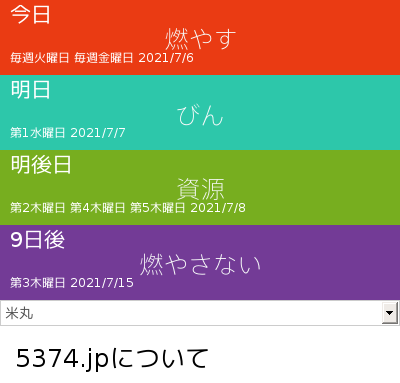 今日
燃やす
毎週火曜日 毎週金曜日 2021/7/6
明日
びん
第1水曜日 2021/7/7
明後日
資源
第2木曜日 第4木曜日 第5木曜日 2021/7/8
9日後
燃やさない
第3木曜日 2021/7/15
米丸
5374.jpについて